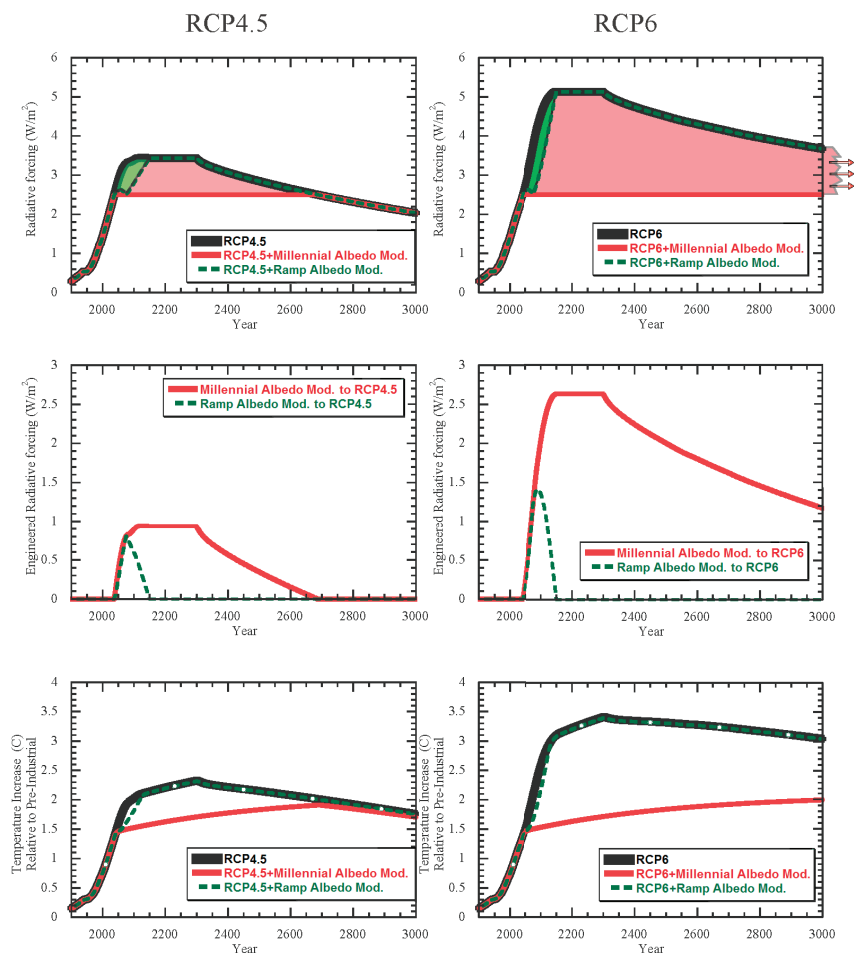 RCP4.5
RCP6
Radiative forcing (W/m²)
6
5
4
3
2
1
0
RCP4.5
RCP4.5+Millennial Albedo Mod.
RCP4.5+Ramp Albedo Mod.
2000
2200
2400
2600
2800
3000
Year
Radiative forcing (W/m²)
6
5
4
3
2
1
0
RCP6
RCP6+Millennial Albedo Mod.
RCP6+Ramp Albedo Mod.
2000
2200
2400
2600
2800
3000
Year
Engineered Radiative forcing (W/m²)
3
2.5
2
1.5
1
0.5
0
Millennial Albedo Mod. to RCP4.5
Ramp Albedo Mod. to RCP4.5
2000
2200
2400
2600
2800
3000
Year
Engineered Radiative forcing (W/m²)
3
2.5
2
1.5
1
0.5
0
Millennial Albedo Mod. to RCP6
Ramp Albedo Mod. to RCP6
2000
2200
2400
2600
2800
3000
Year
Temperature Increase (C)
Relative to Pre-Industrial
4
3.5
3
2.5
2
1.5
1
0.5
0
RCP4.5
RCP4.5+Millennial Albedo Mod.
RCP4.5+Ramp Albedo Mod.
2000
2200
2400
2600
2800
3000
Year
Temperature Increase (C)
Relative to Pre-Industrial
4
3.5
3
2.5
2
1.5
1
0.5
0
RCP6
RCP6+Millennial Albedo Mod.
RCP6+Ramp Albedo Mod.
2000
2200
2400
2600
2800
3000
Year